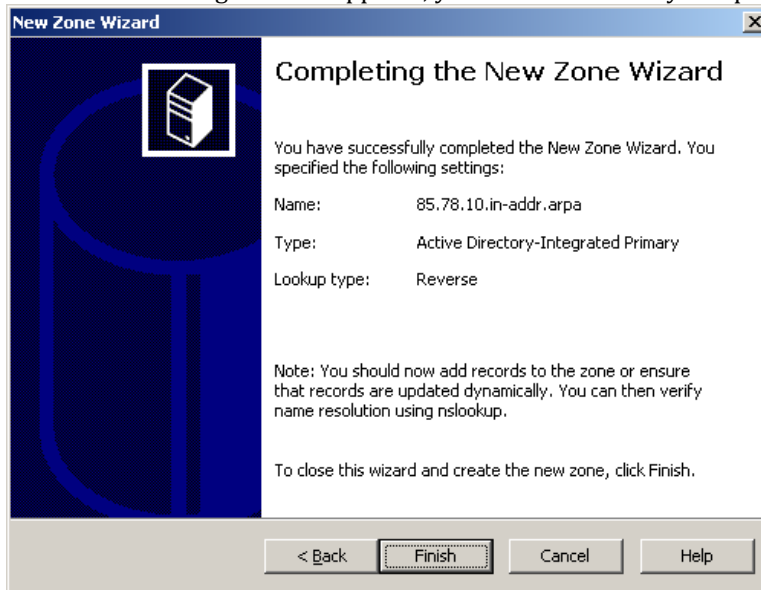 New Zone Wizard
Completing the New Zone Wizard
You have successfully completed the New Zone Wizard. You
specified the following settings:
Name: 85.78.10.in-addr.arpa
Type: Active Directory-Integrated Primary
Lookup type: Reverse
Note: You should now add records to the zone or ensure
that records are updated dynamically. You can then verify
name resolution using nslookup.
To close this wizard and create the new zone, click Finish.
< Back Finish Cancel Help